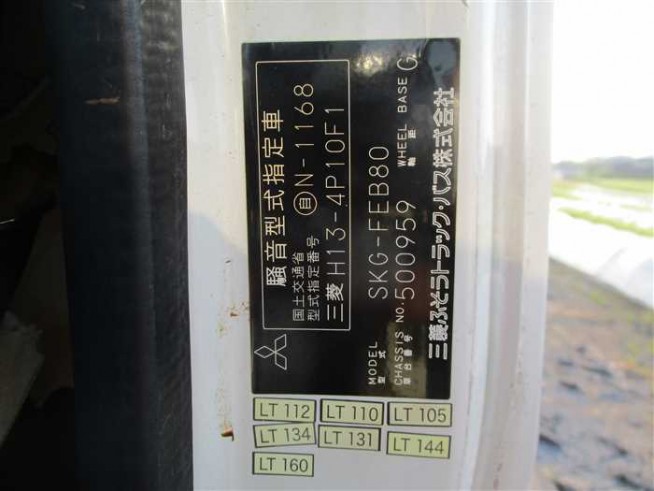 騒音型式指定車
国土交通省
型式指定番号 自N-1168
三菱 H13-4P10F1
MODEL
型式 SKG-FEB80
CHASSIS NO. 500959 WHEEL BASE G
車台番号 軸距
三菱ふそうトラック・バス株式会社
LT 112 LT 110 LT 105
LT 134 LT 131 LT 144
LT 160